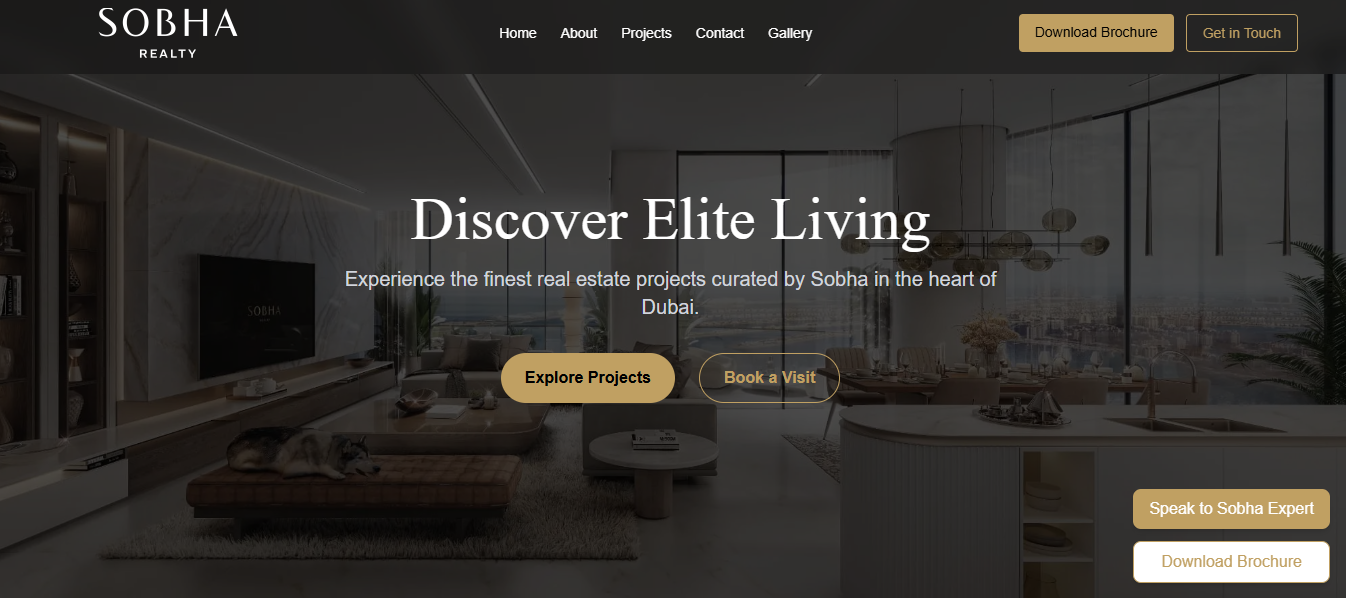 SOBHA
REALTY
Home About Projects Contact Gallery
Download Brochure
Get in Touch
Discover Elite Living
Experience the finest real estate projects curated by Sobha in the heart of
Dubai.
SOBHA
Explore Projects
Book a Visit
Speak to Sobha Expert
Download Brochure